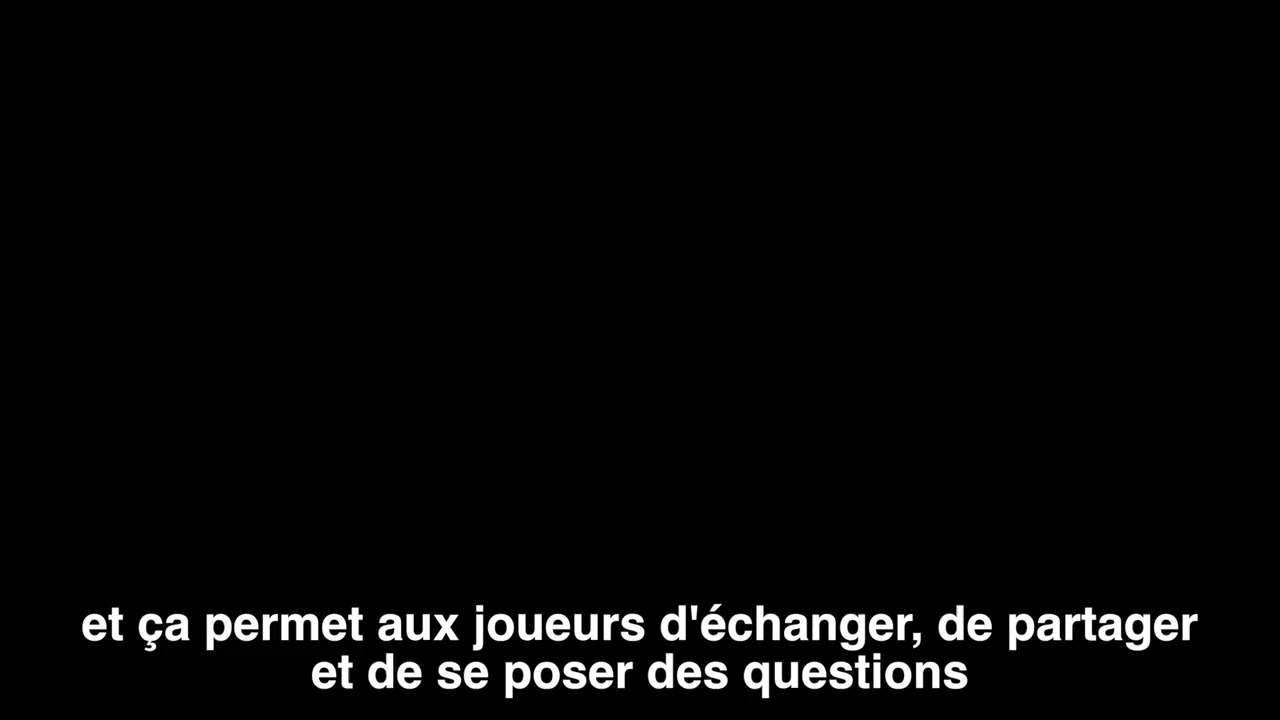 et ça permet aux joueurs d'échanger, de partager
et de se poser des questions